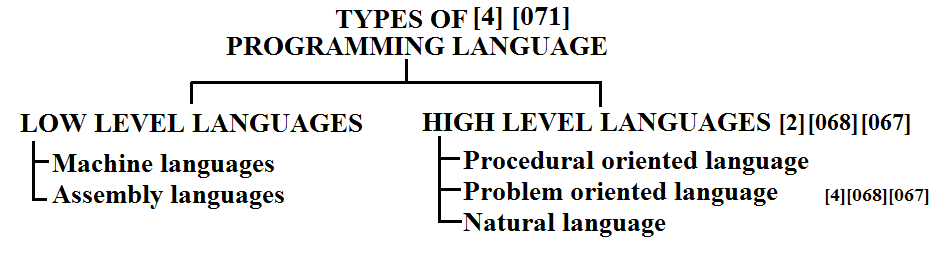 TYPES OF [4] [071]
PROGRAMMING LANGUAGE
LOW LEVEL LANGUAGES
Machine languages
Assembly languages
HIGH LEVEL LANGUAGES [2][068][067]
Procedural oriented language
Problem oriented language [4][068][067]
Natural language